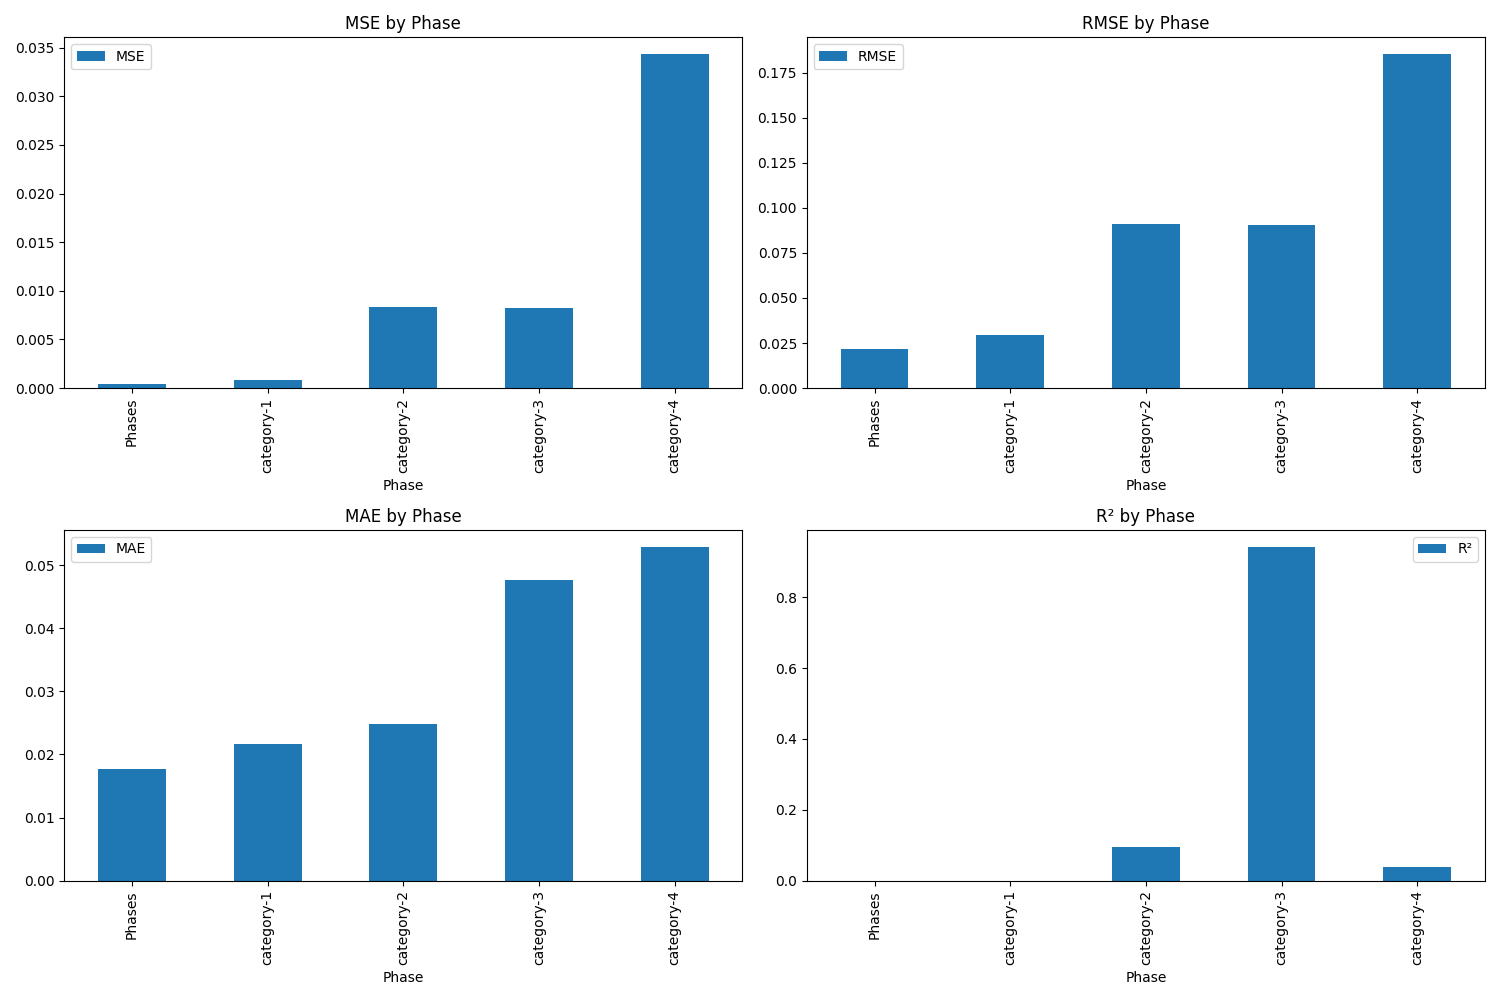 MSE by Phase
MSE
0.035
0.030
0.025
0.020
0.015
0.010
0.005
0.000
Phases
category-1
category-2
category-3
category-4
Phase
RMSE by Phase
RMSE
0.175
0.150
0.125
0.100
0.075
0.050
0.025
0.000
Phases
category-1
category-2
category-3
category-4
Phase
MAE by Phase
MAE
0.05
0.04
0.03
0.02
0.01
0.00
Phases
category-1
category-2
category-3
category-4
Phase
R² by Phase
R²
0.8
0.6
0.4
0.2
0.0
Phases
category-1
category-2
category-3
category-4
Phase